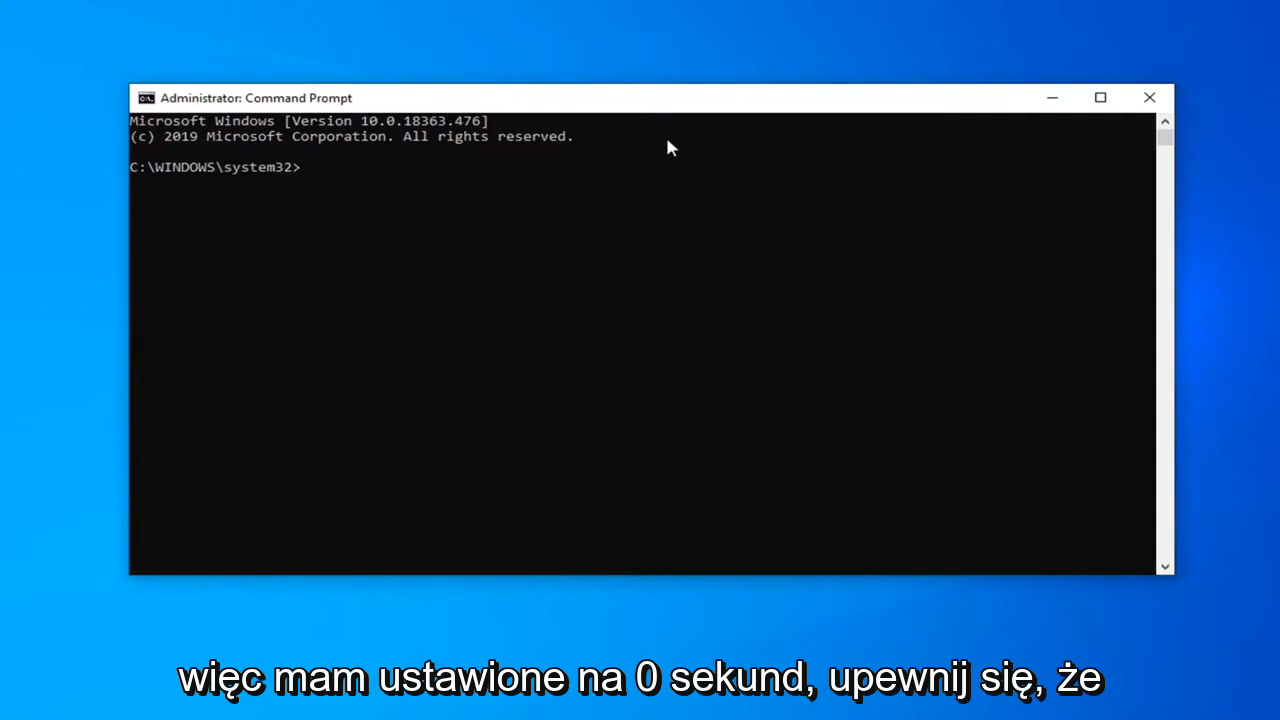 Administrator: Command Prompt
Microsoft Windows [Version 10.0.18363.476]
(c) 2019 Microsoft Corporation. All rights reserved.
C:\WINDOWS\system32>
więc mam ustawione na 0 sekund, upewnij się, że